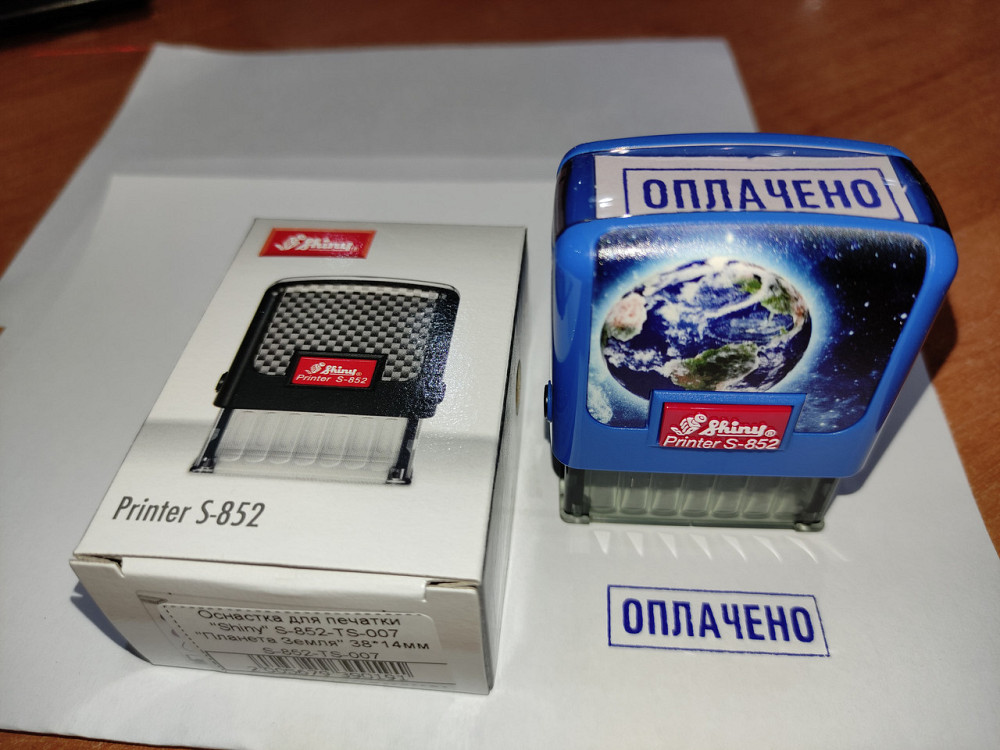 Shiny
Shiny
Printer S-852
Printer S-852
Оснастка для печатки
"Shiny" S-852-TS-007
"Планета Земля" 38*14мм
S-852-TS-007
ОПЛАЧЕНО
Shiny®
Printer S-852
ОПЛАЧЕНО